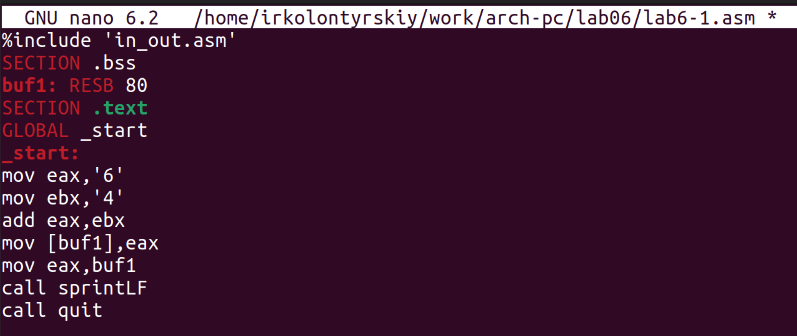 GNU nano 6.2 /home/irkolontyrskiy/work/arch-pc/lab06/lab6-1.asm *
%include 'in_out.asm'
SECTION .bss
buf1: RESB 80
SECTION .text
GLOBAL _start
_start:
mov eax,'6'
mov ebx,'4'
add eax,ebx
mov [buf1],eax
mov eax,buf1
call sprintLF
call quit